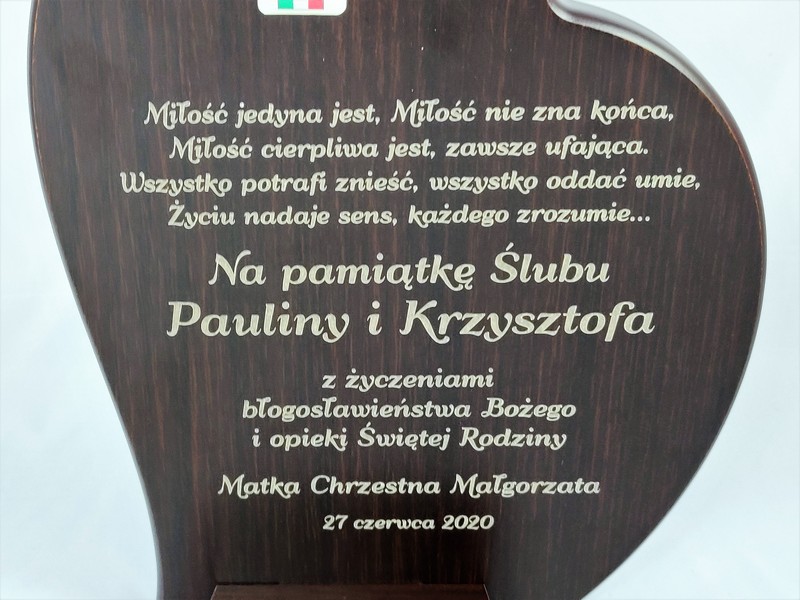 Miłość jedyna jest, Miłość nie zna końca,
Miłość cierpliwa jest, zawsze ufająca.
Wszystko potrafi znieść, wszystko oddać umie,
Życiu nadaje sens, każdego zrozumie...
Na pamiątkę Ślubu
Pauliny i Krzysztofa
z życzeniami
błogosławieństwa Bożego
i opieki Świętej Rodziny
Matka Chrzestna Małgorzata
27 czerwca 2020